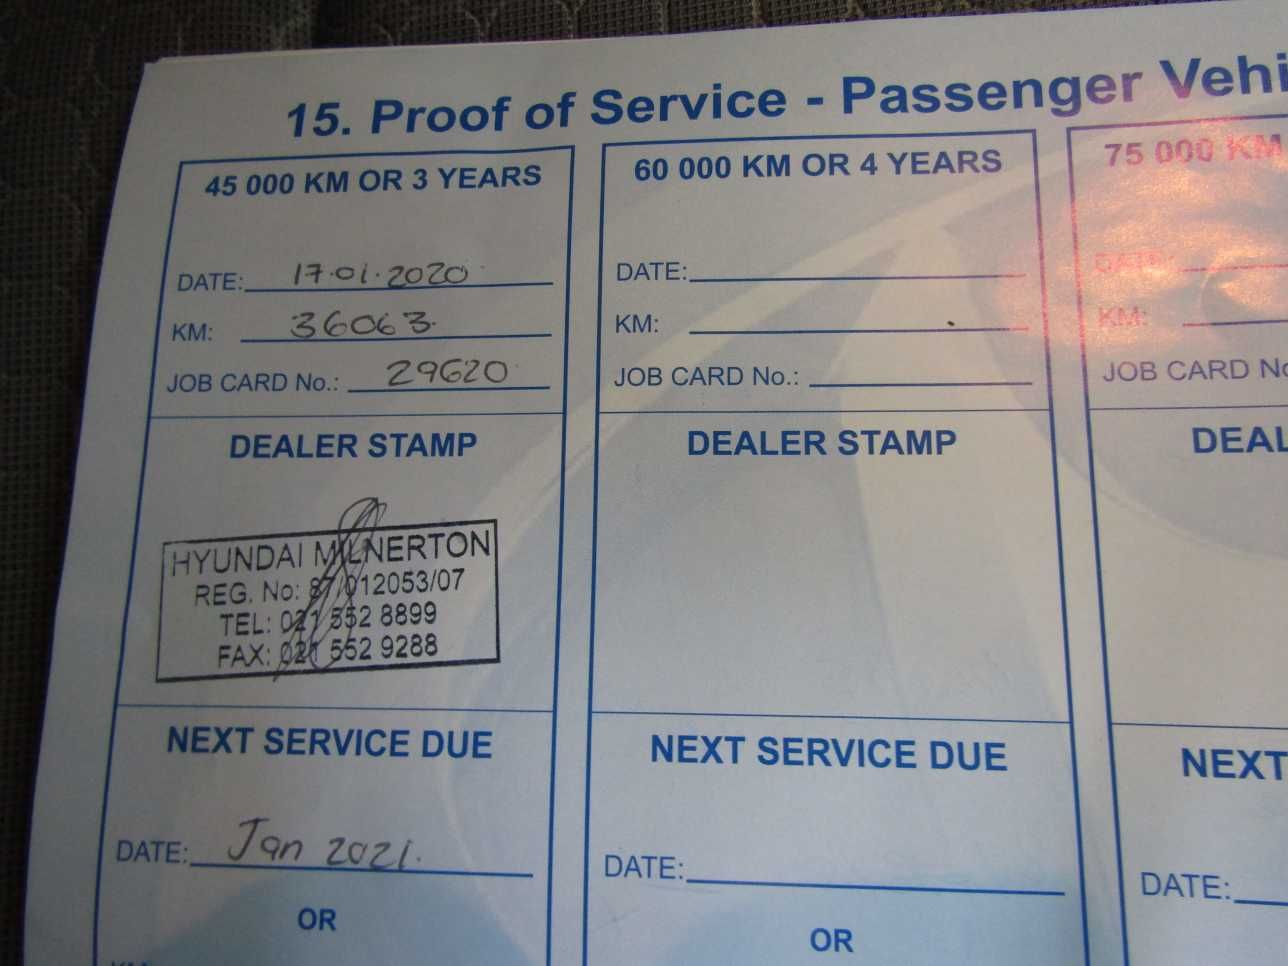 15. Proof of Service - Passenger Vehi
45 000 KM OR 3 YEARS
DATE: 17.01.2020
KM: 36063.
JOB CARD No.: 29620
DEALER STAMP
HYUNDAI MILNERTON
REG. No: 87/012053/07
TEL: 021 552 8899
FAX: 021 552 9288
NEXT SERVICE DUE
DATE: Jan 2021.
OR
60 000 KM OR 4 YEARS
DATE:
KM:
JOB CARD No.:
DEALER STAMP
NEXT SERVICE DUE
DATE:
OR
75 000 KM
DATE:
KM:
JOB CARD No
DEAL
NEXT
DATE: